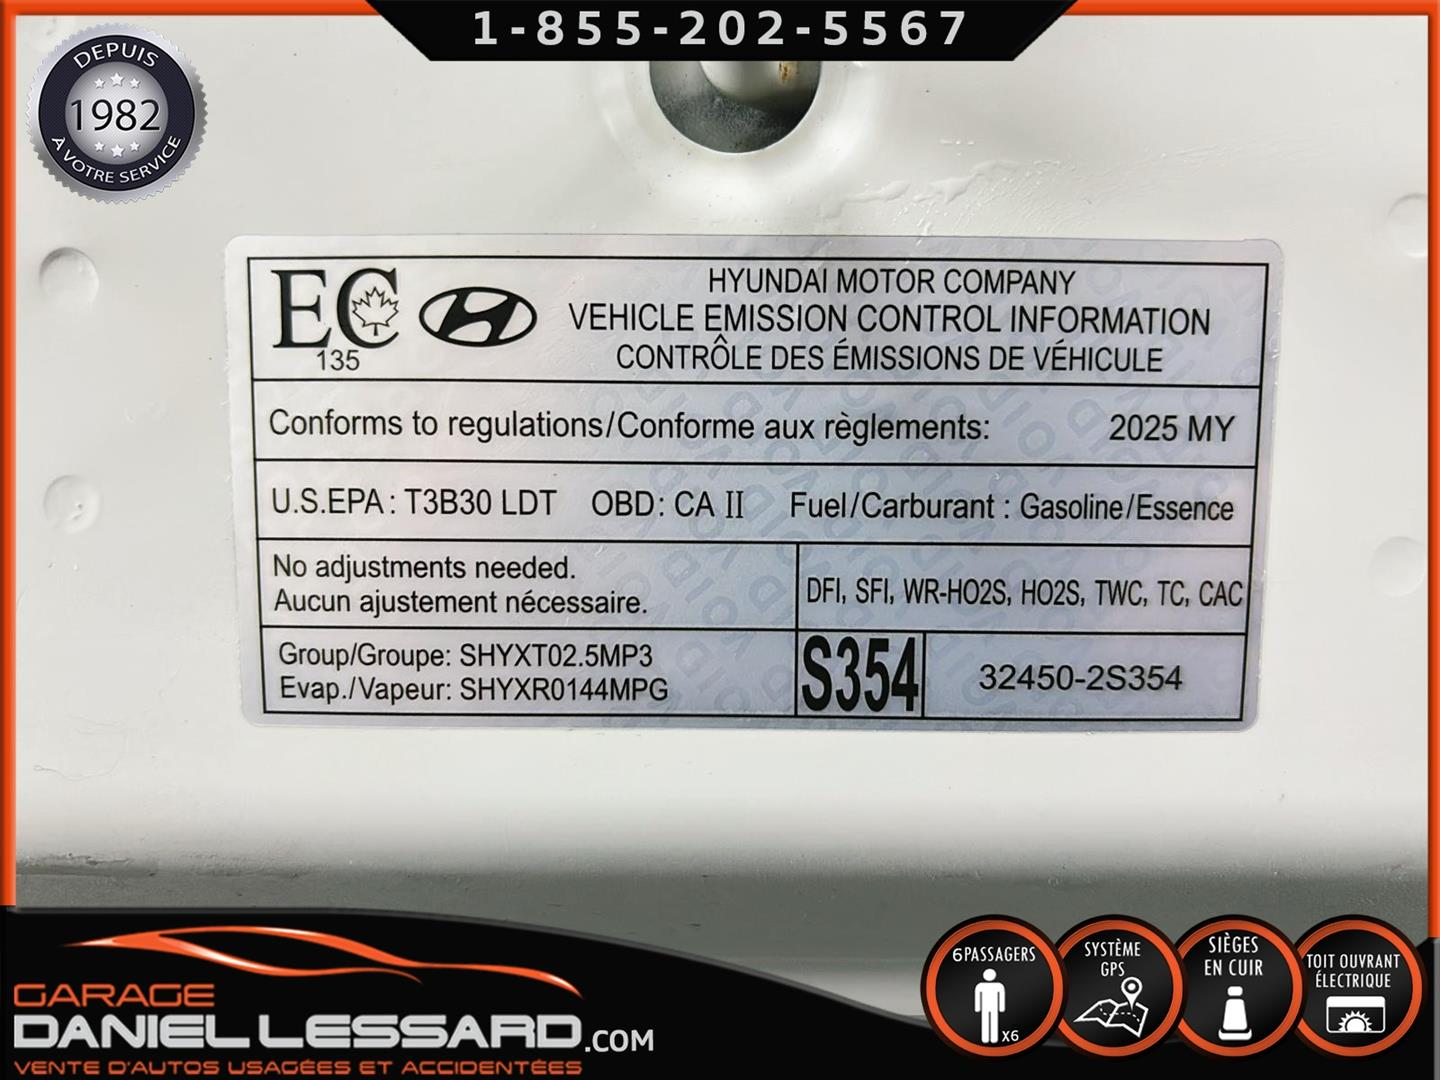 1-855-202-5567
DEPUIS
1982
À VOTRE SERVICE
EC
135
HYUNDAI MOTOR COMPANY
VEHICLE EMISSION CONTROL INFORMATION
CONTRÔLE DES ÉMISSIONS DE VÉHICULE
Conforms to regulations/Conforme aux règlements: 2025 MY
U.S.EPA : T3B30 LDT OBD: CA II Fuel/Carburant : Gasoline/Essence
No adjustments needed.
Aucun ajustement nécessaire.
DFI, SFI, WR-HO2S, HO2S, TWC, TC, CAC
Group/Groupe: SHYXT02.5MP3
Evap./Vapeur: SHYXR0144MPG
S354
32450-2S354
GARAGE
DANIEL LESSARD.COM
VENTE D'AUTOS USAGÉES ET ACCIDENTÉES
6 PASSAGERS
X6
SYSTÈME
GPS
SIÈGES
EN CUIR
TOIT OUVRANT
ÉLECTRIQUE